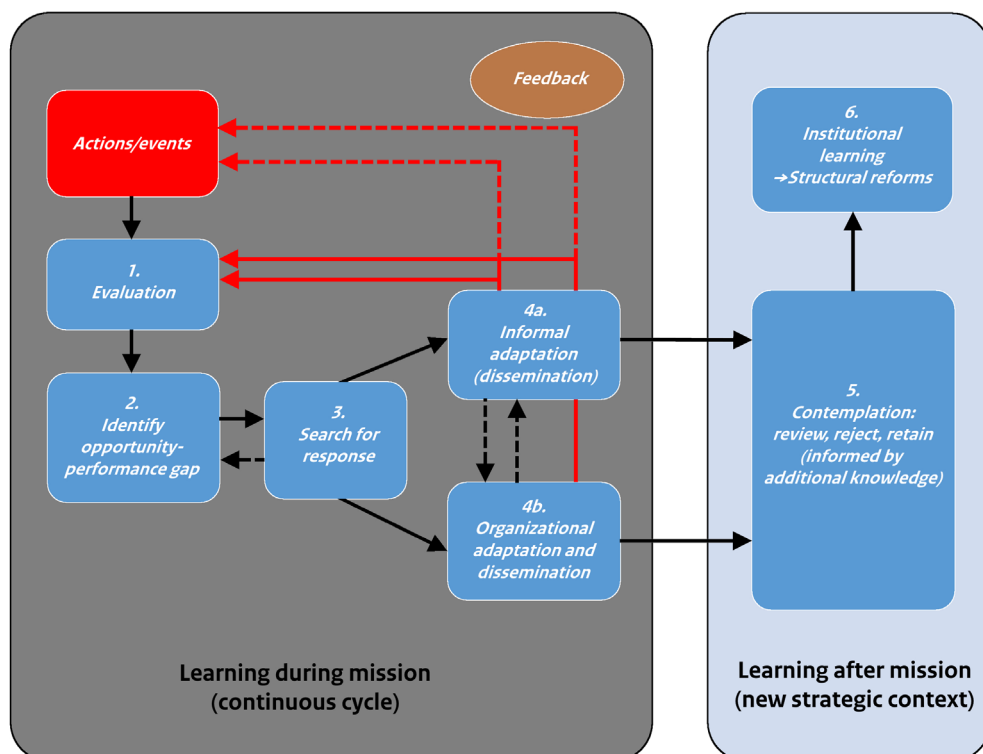 Feedback
Actions/events
1.
Evaluation
2.
Identify
opportunity-
performance gap
3.
Search for
response
4a.
Informal
adaptation
(dissemination)
4b.
Organizational
adaptation and
dissemination
Learning during mission
(continuous cycle)
6.
Institutional
learning
→Structural reforms
5.
Contemplation:
review, reject, retain
(informed by
additional knowledge)
Learning after mission
(new strategic context)